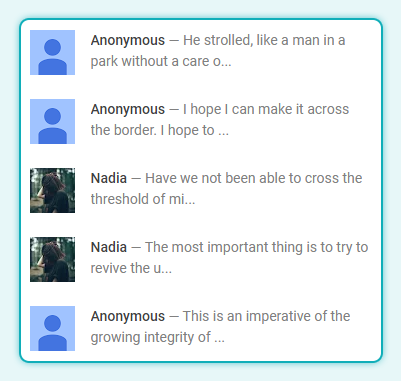 Anonymous — He strolled, like a man in a
park without a care o...
Anonymous — I hope I can make it across
the border. I hope to ...
Nadia — Have we not been able to cross the
threshold of mi...
Nadia — The most important thing is to try to
revive the u...
Anonymous — This is an imperative of the
growing integrity of ...